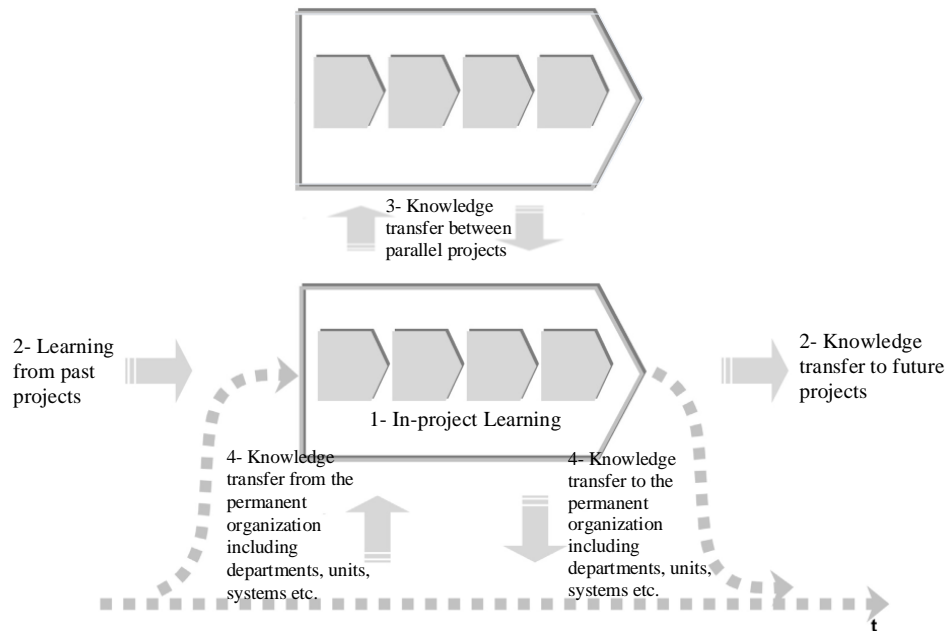 3- Knowledge
transfer between
parallel projects
2- Learning
from past
projects
2- Knowledge
transfer to future
projects
1- In-project Learning
4- Knowledge
transfer from the
permanent
organization
including
departments, units,
systems etc.
4- Knowledge
transfer to the
permanent
organization
including
departments, units,
systems etc.
t